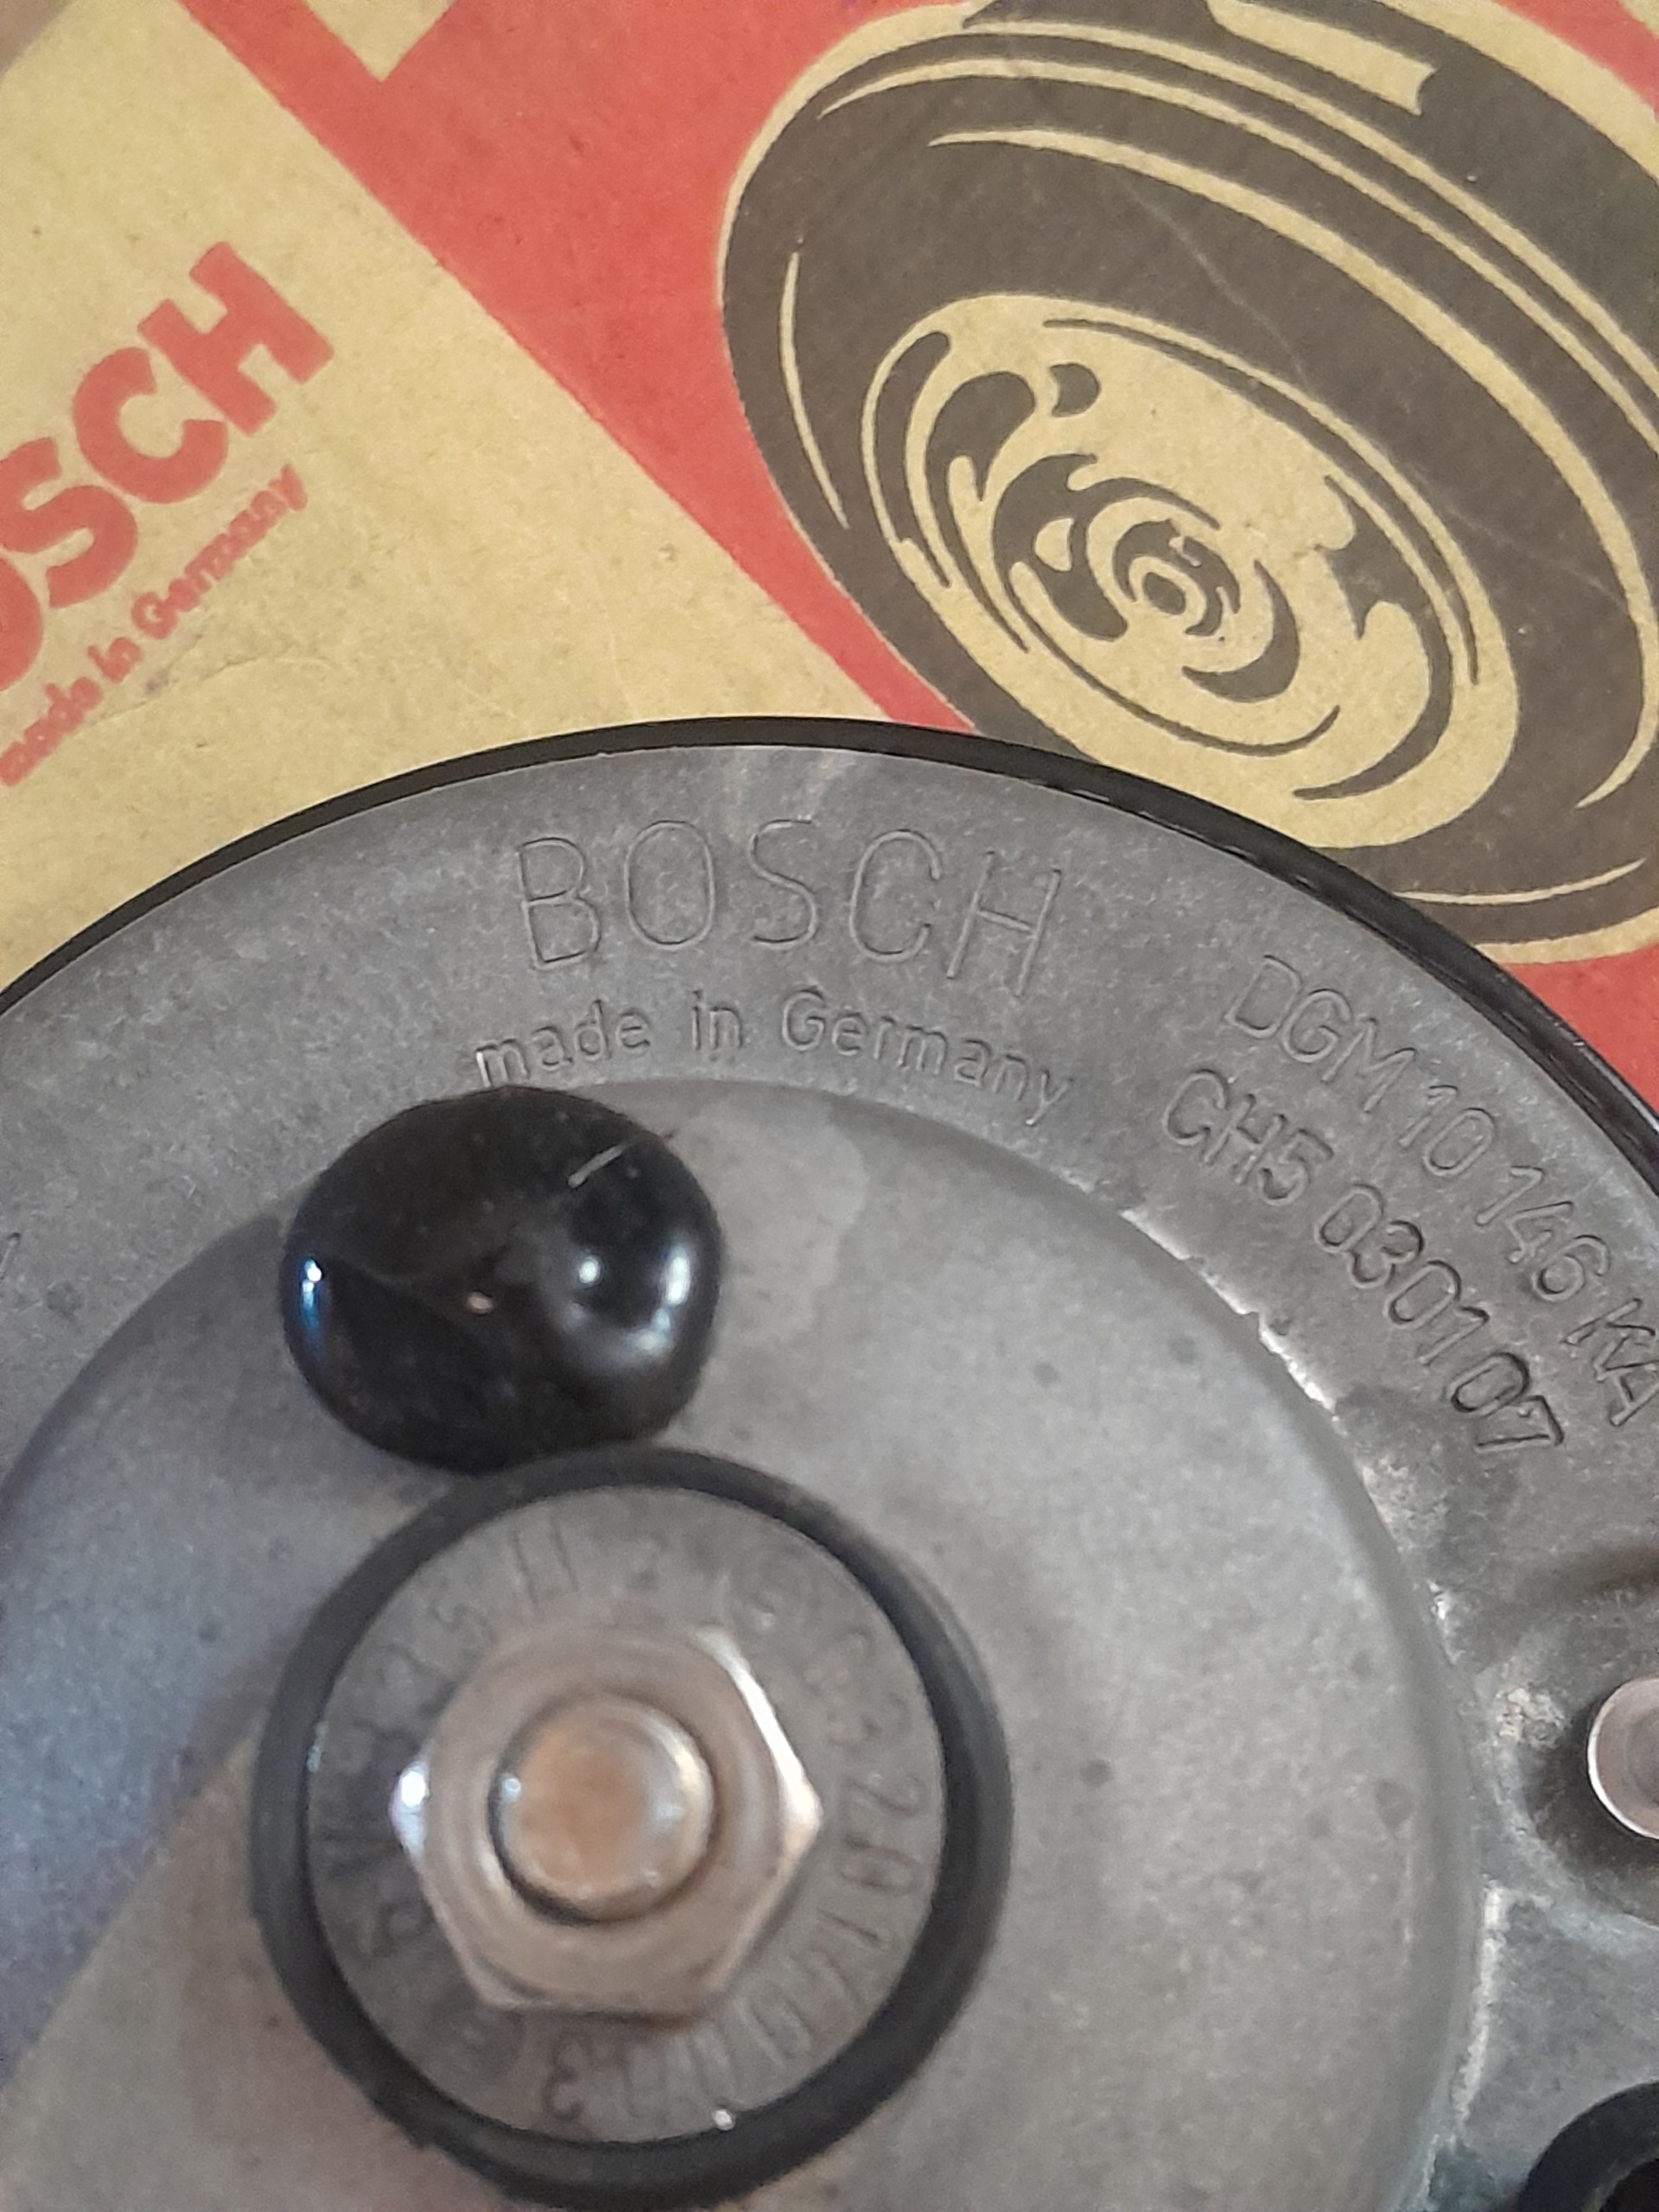 BOSCH
made in Germany
BOSCH
made in Germany
DGM 10 146 KA
CH5 0301 07